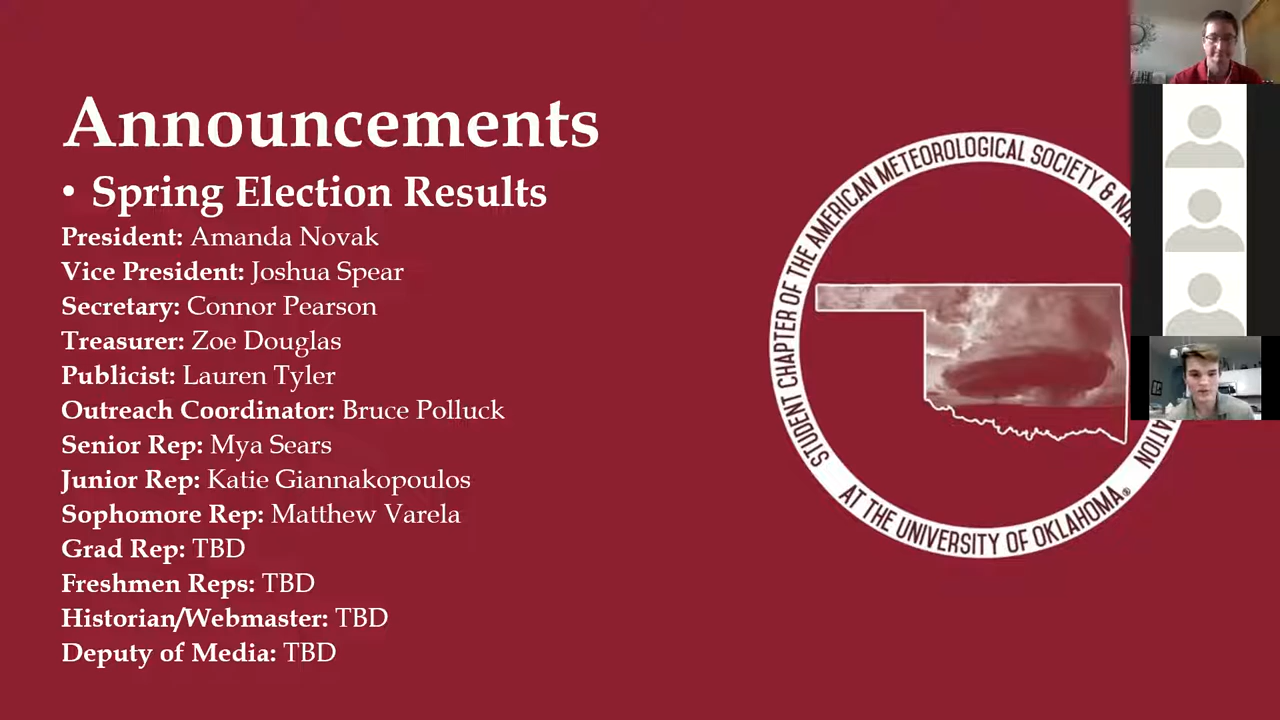 Announcements
• Spring Election Results
President: Amanda Novak
Vice President: Joshua Spear
Secretary: Connor Pearson
Treasurer: Zoe Douglas
Publicist: Lauren Tyler
Outreach Coordinator: Bruce Polluck
Senior Rep: Mya Sears
Junior Rep: Katie Giannakopoulos
Sophomore Rep: Matthew Varela
Grad Rep: TBD
Freshmen Reps: TBD
Historian/Webmaster: TBD
Deputy of Media: TBD
STUDENT CHAPTER OF THE AMERICAN METEOROLOGICAL SOCIETY &
AT THE UNIVERSITY OF OKLAHOMA®